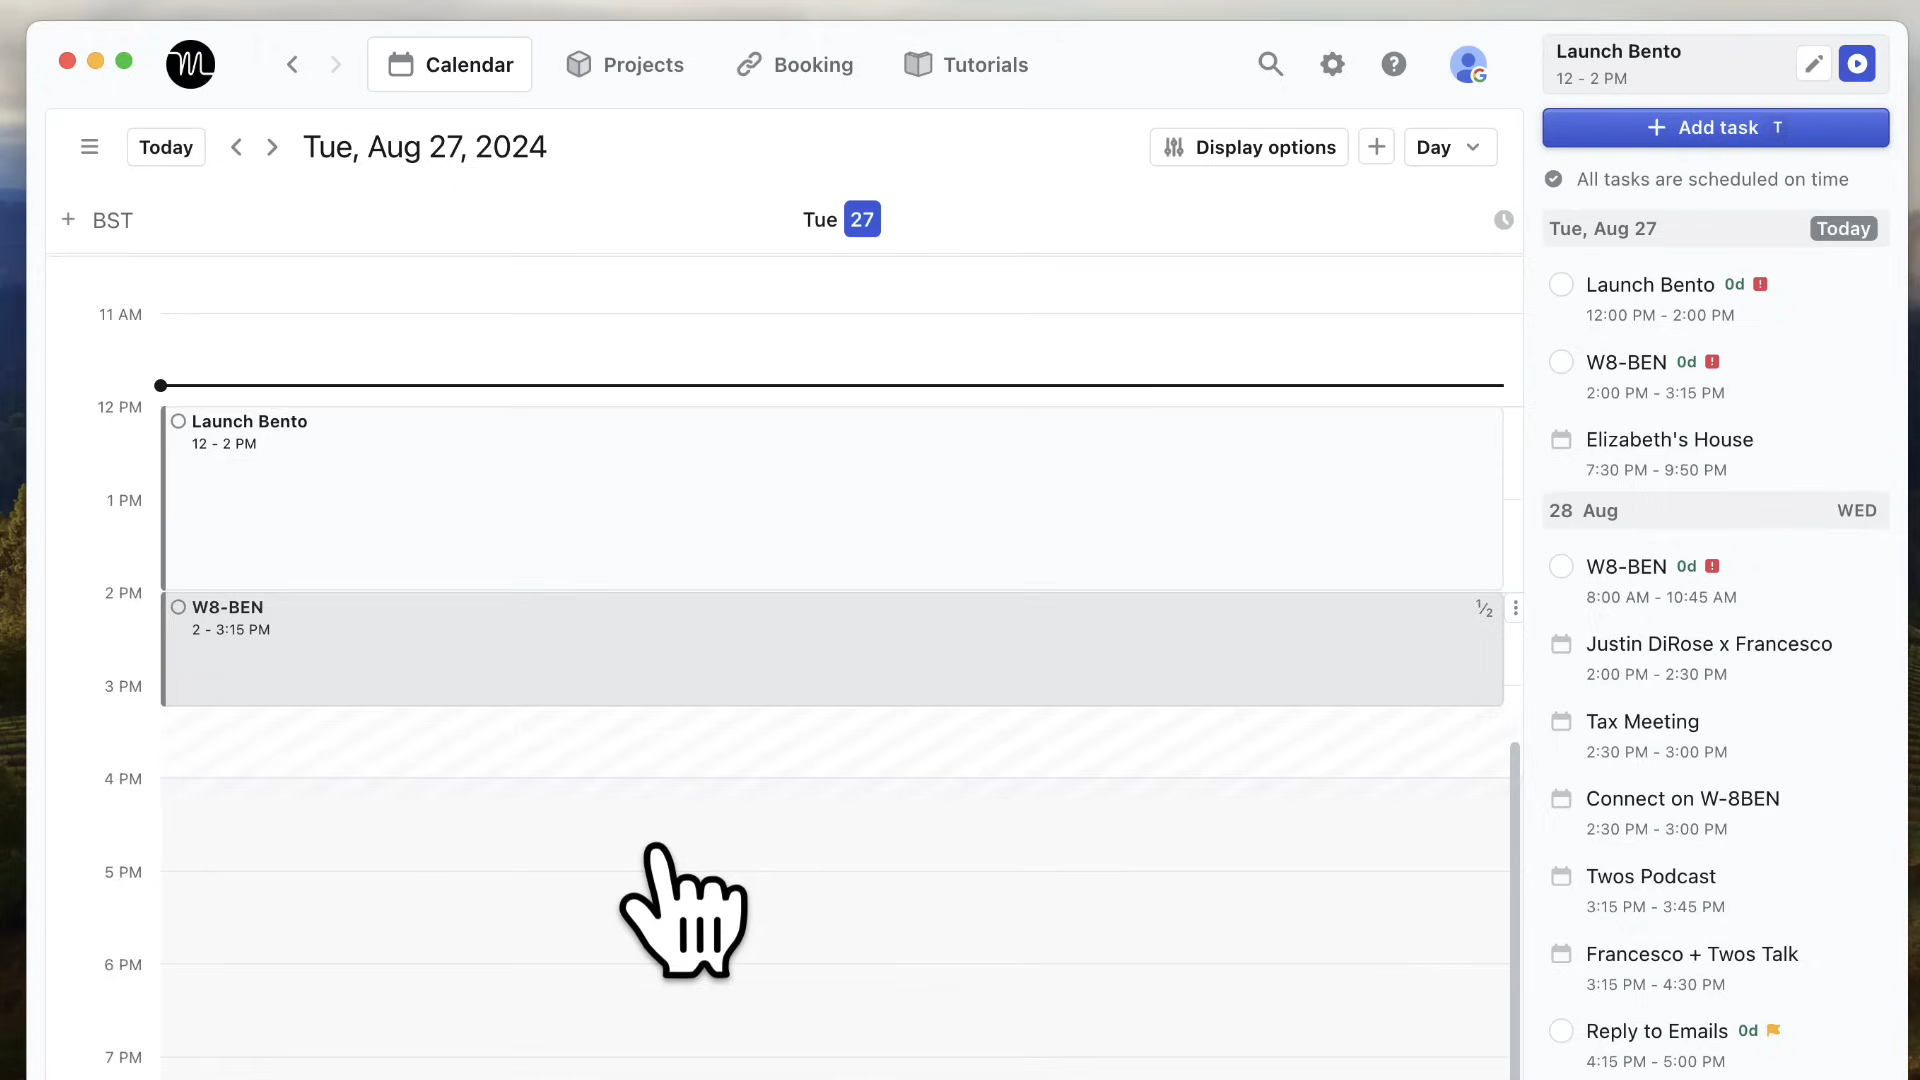 Calendar
Projects
Booking
Tutorials
Today
Tue, Aug 27, 2024
Display options
Day
BST
Tue 27
11 AM
12 PM
Launch Bento
12 - 2 PM
1 PM
2 PM
W8-BEN
1/2
2 - 3:15 PM
3 PM
4 PM
5 PM
6 PM
7 PM
Launch Bento
12 - 2 PM
Add task T
All tasks are scheduled on time
Tue, Aug 27 Today
Launch Bento 0d
12:00 PM - 2:00 PM
W8-BEN 0d
2:00 PM - 3:15 PM
Elizabeth's House
7:30 PM - 9:50 PM
28 Aug WED
W8-BEN 0d
8:00 AM - 10:45 AM
Justin DiRose x Francesco
2:00 PM - 2:30 PM
Tax Meeting
2:30 PM - 3:00 PM
Connect on W-8BEN
2:30 PM - 3:00 PM
Twos Podcast
3:15 PM - 3:45 PM
Francesco + Twos Talk
3:15 PM - 4:30 PM
Reply to Emails 0d
4:15 PM - 5:00 PM